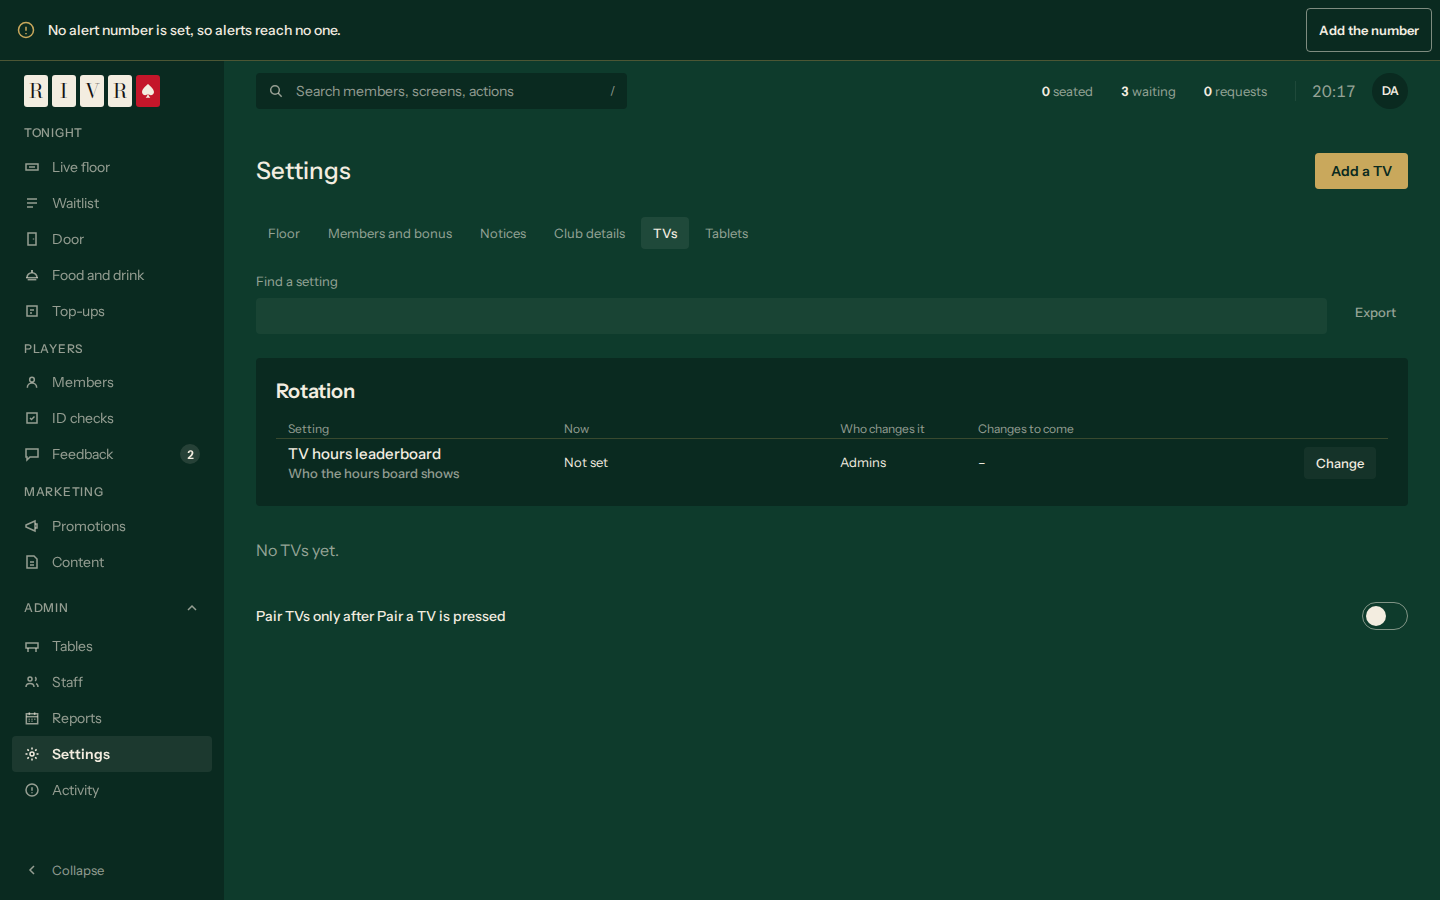 No alert number is set, so alerts reach no one.
Add the number
R I V R
Search members, screens, actions /
0 seated 3 waiting 0 requests 20:17 DA
TONIGHT
Live floor
Waitlist
Door
Food and drink
Top-ups
PLAYERS
Members
ID checks
Feedback 2
MARKETING
Promotions
Content
ADMIN
Tables
Staff
Reports
Settings
Activity
Collapse
Settings
Add a TV
Floor Members and bonus Notices Club details TVs Tablets
Find a setting
Export
Rotation
Setting Now Who changes it Changes to come
TV hours leaderboard
Who the hours board shows
Not set Admins – Change
No TVs yet.
Pair TVs only after Pair a TV is pressed